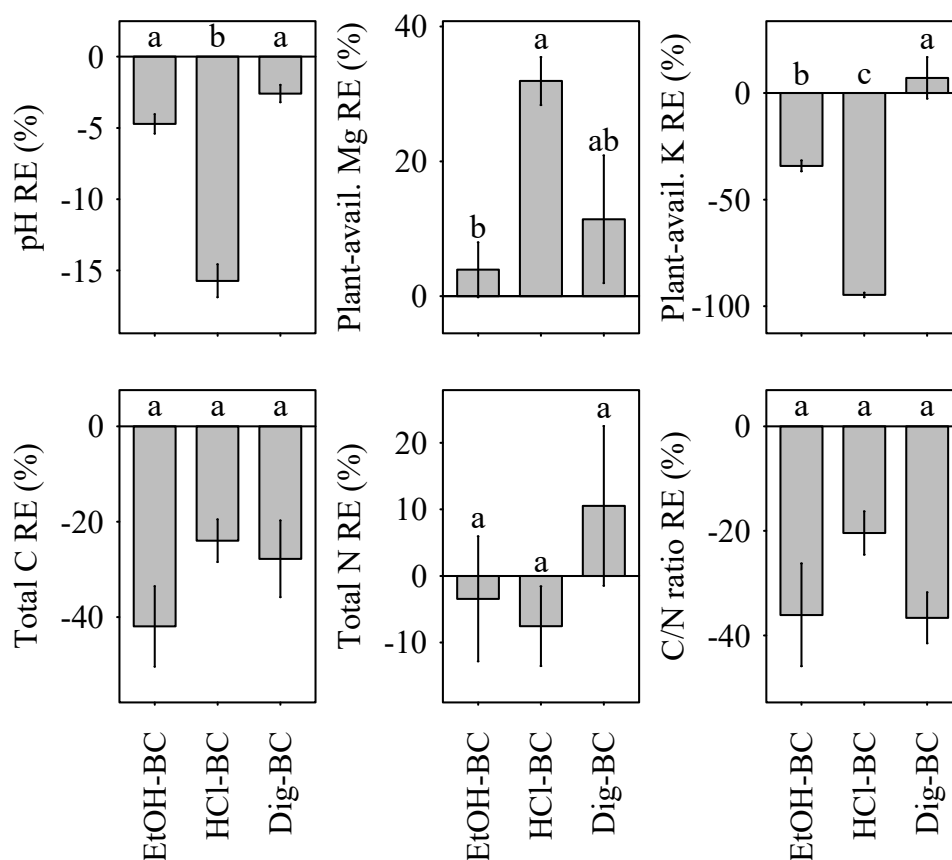 pH RE (%)
0
-5
-10
-15
a b a
Plant-avail. Mg RE (%)
40
20
0
b a ab
Plant-avail. K RE (%)
0
-50
-100
b c a
Total C RE (%)
0
-20
-40
a a a
Total N RE (%)
20
10
0
-10
a a a
C/N ratio RE (%)
0
-20
-40
a a a
EtOH-BC
HCl-BC
Dig-BC
EtOH-BC
HCl-BC
Dig-BC
EtOH-BC
HCl-BC
Dig-BC